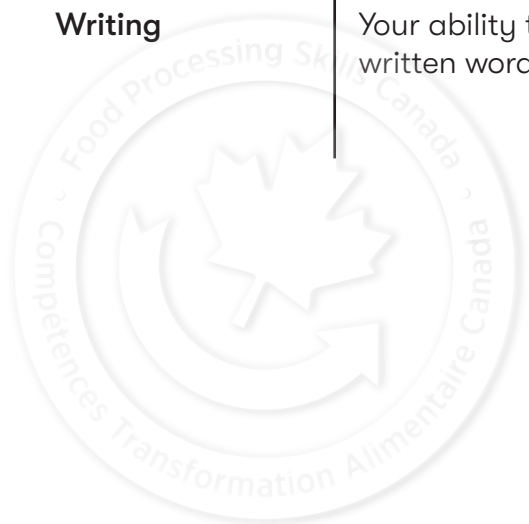 Writing
Your ability
written
Food Processing Skills Canada
Compétences Transformation Alimentaire Canada